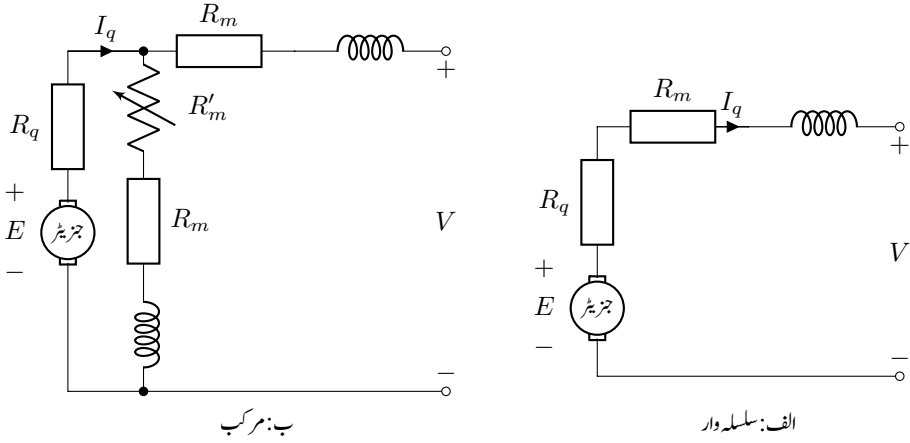 I_q
R_m
+
R'_m
R_q
+
E
جنریٹر
−
R_m
V
−
ب: مرکب
R_m
I_q
+
R_q
+
E
جنریٹر
−
V
−
الف: سلسلہ وار